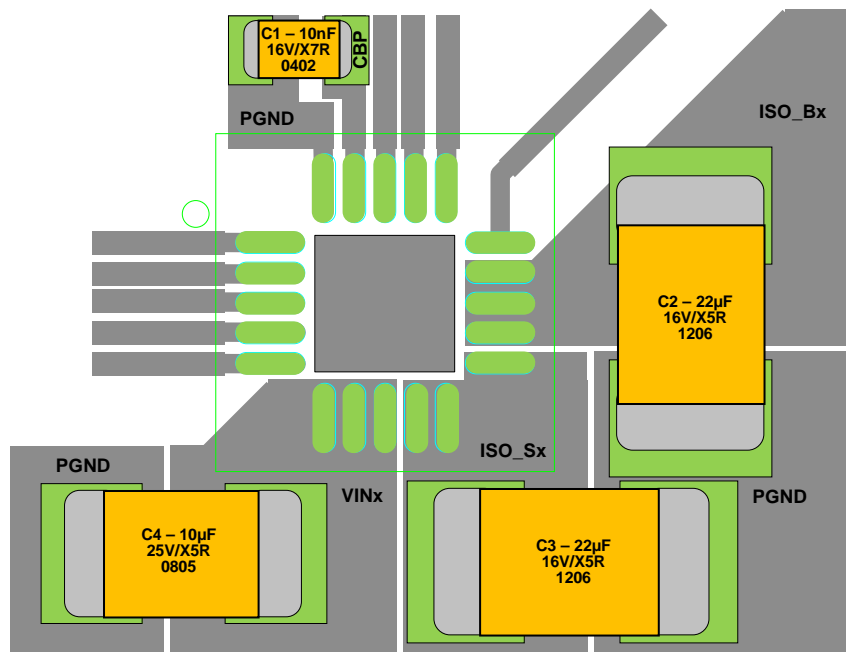 C1 – 10nF
16V/X7R
0402
CBP
PGND
ISO_Bx
C2 – 22µF
16V/X5R
1206
ISO_Sx
PGND
VINx
PGND
C4 – 10µF
25V/X5R
0805
C3 – 22µF
16V/X5R
1206